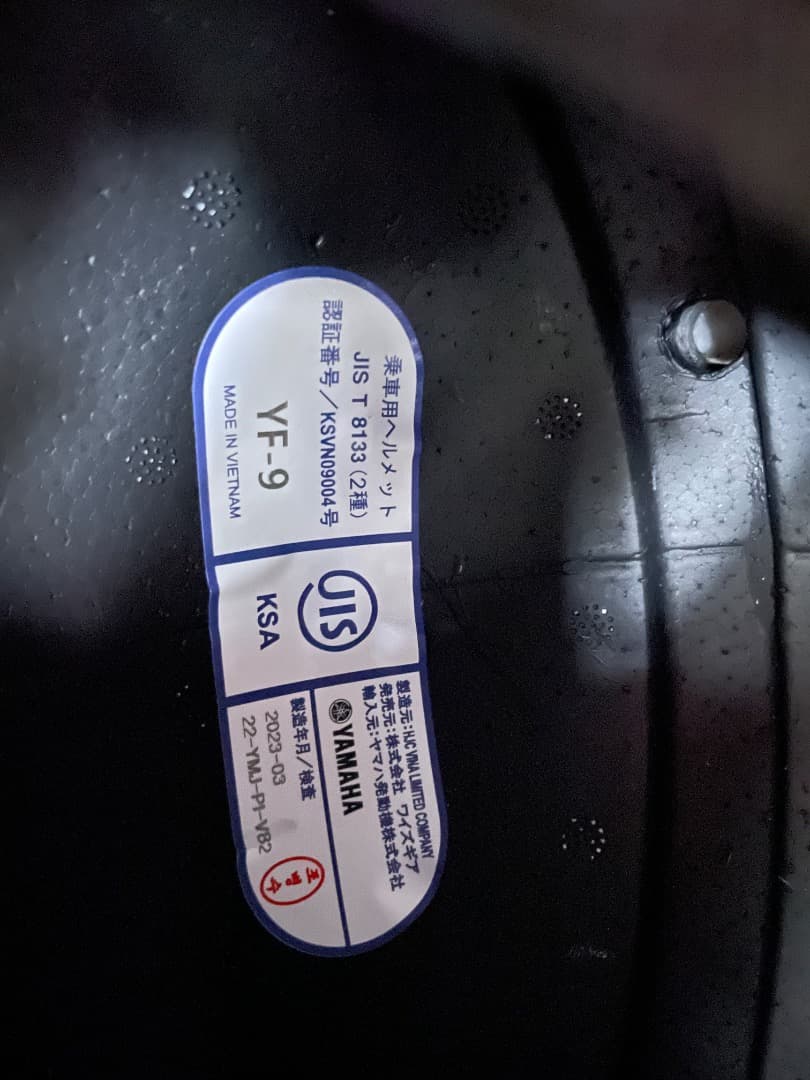 乗車用ヘルメット
JIS T 8133(2種)
認証番号/KSVN09004号
YF-9
MADE IN VIETNAM
JIS
KSA
製造元:HJC VINA LIMITED COMPANY
発売元:株式会社 ワイズギア
輸入元:ヤマハ発動機株式会社
YAMAHA
製造年月/検査
2023-03
22-YMJ-P1-V82